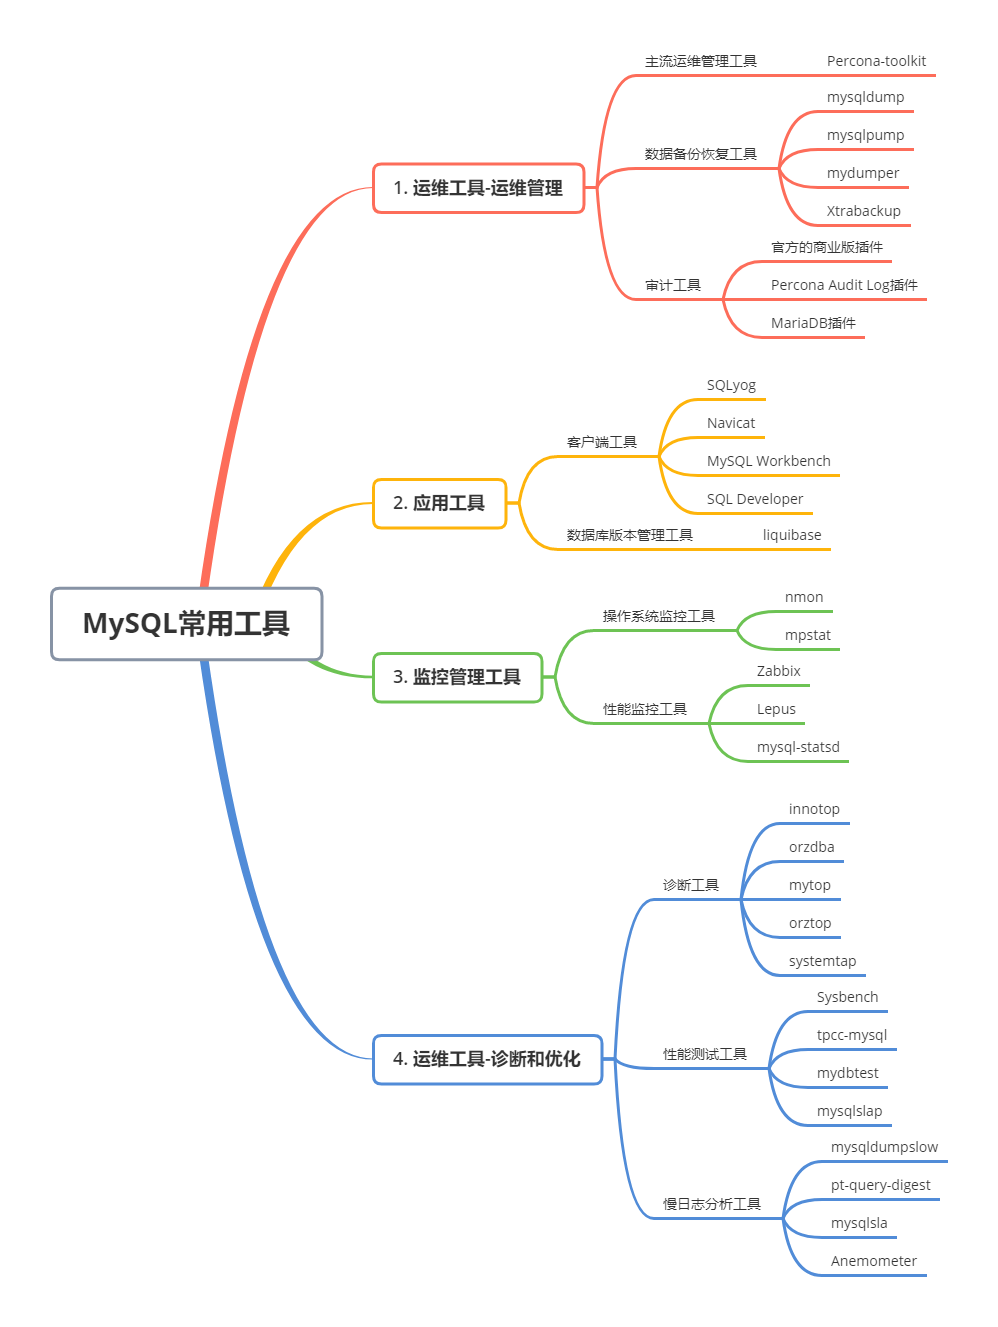 MySQL常用工具
1. 运维工具-运维管理
主流运维管理工具
Percona-toolkit
数据备份恢复工具
mysqldump
mysqlpump
mydumper
Xtrabackup
审计工具
官方的商业版插件
Percona Audit Log插件
MariaDB插件
2. 应用工具
客户端工具
SQLyog
Navicat
MySQL Workbench
SQL Developer
数据库版本管理工具
liquibase
3. 监控管理工具
操作系统监控工具
nmon
mpstat
性能监控工具
Zabbix
Lepus
mysql-statsd
4. 运维工具-诊断和优化
诊断工具
innotop
orzdba
mytop
orztop
systemtap
性能测试工具
Sysbench
tpcc-mysql
mydbtest
mysqlslap
慢日志分析工具
mysqldumpslow
pt-query-digest
mysqlsla
Anemometer